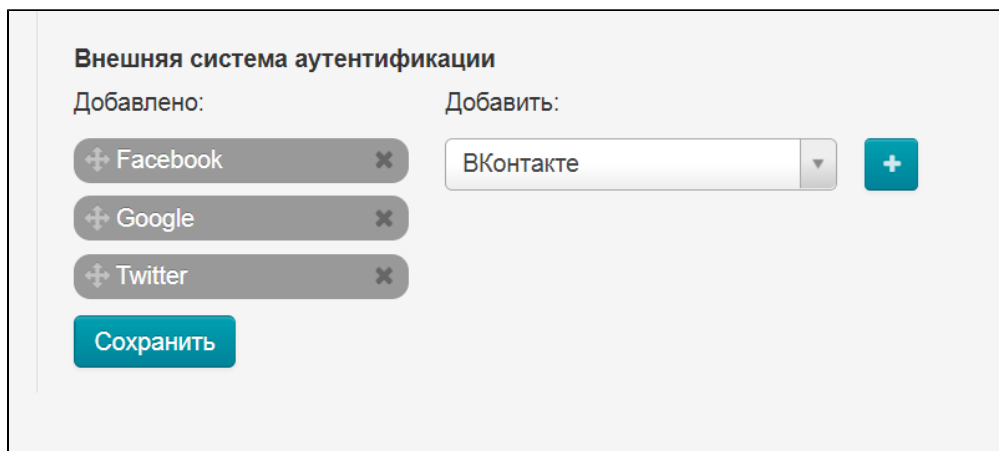 Внешняя система аутентификации
Добавлено: Добавить:
Facebook ВКонтакте
Google
Twitter
Сохранить